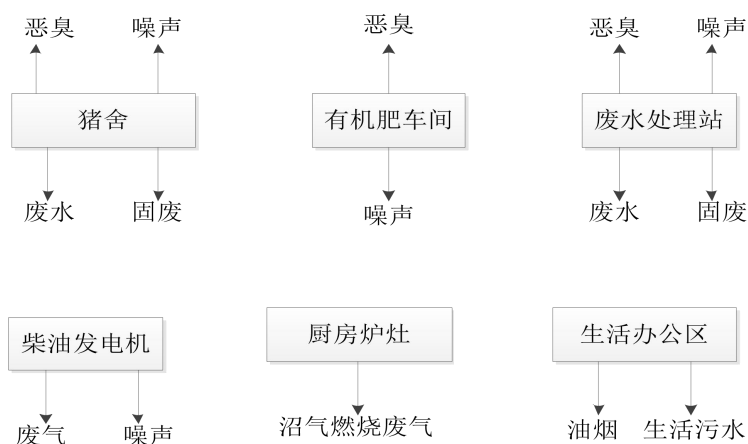 恶臭 噪声 恶臭 恶臭 噪声
猪舍 有机肥车间 废水处理站
废水 固废 噪声 废水 固废
柴油发电机 厨房炉灶 生活办公区
废气 噪声 沼气燃烧废气 油烟 生活污水